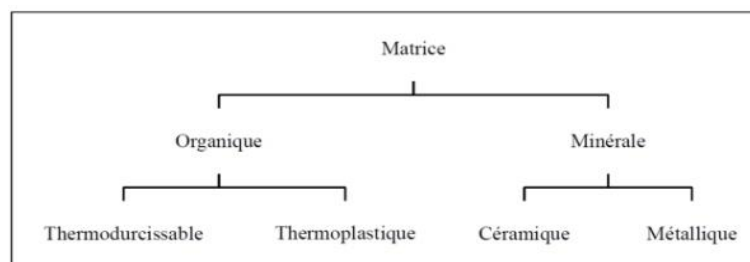 Matrice
Organique Minérale
Thermodurcissable Thermoplastique Céramique Métallique